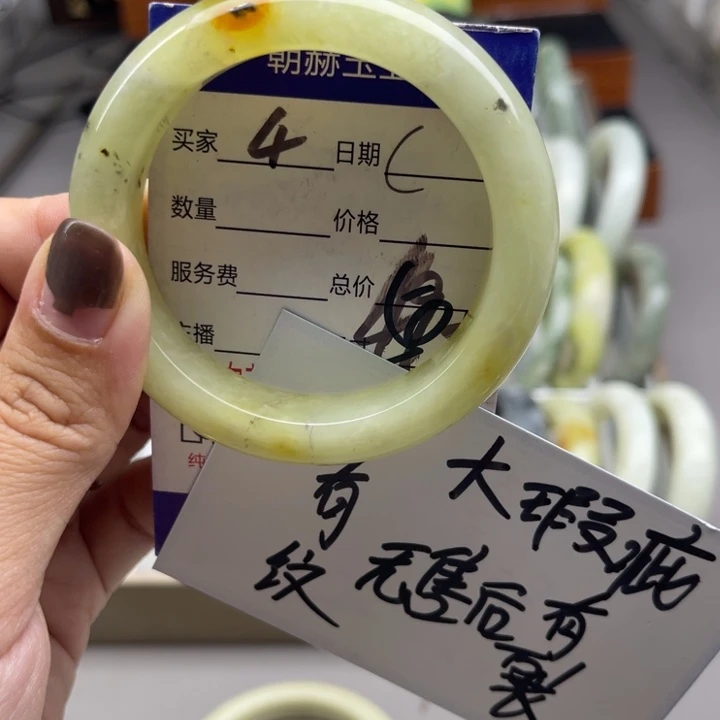 朝赫玉
买家 4 日期
数量 价格
服务费 总价
主播
纯
有 大瑕疵
纹 无售后有
裂